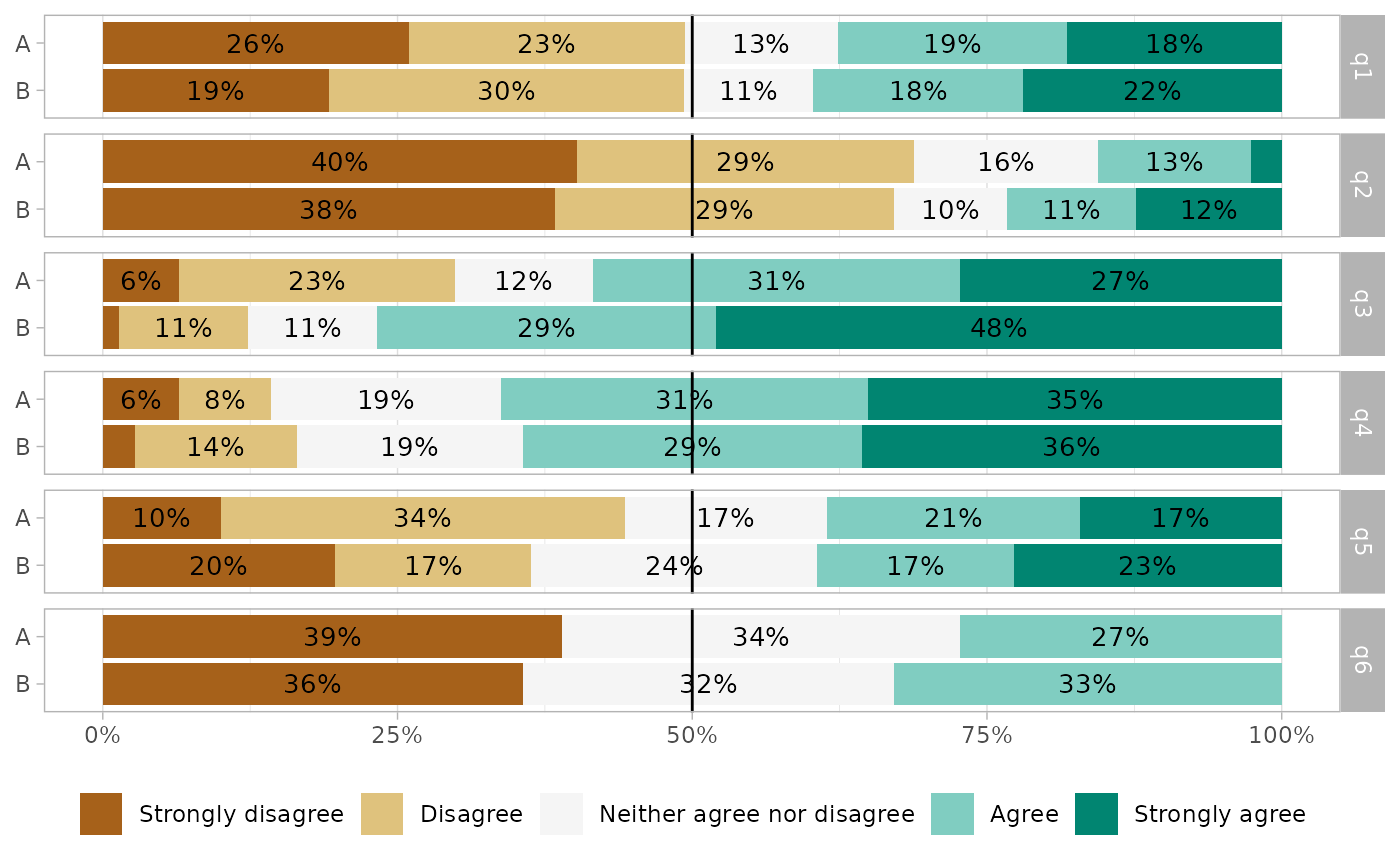 A 26% 23% 13% 19% 18%
B 19% 30% 11% 18% 22%
q1
A 40% 29% 16% 13%
B 38% 29% 10% 11% 12%
q2
A 6% 23% 12% 31% 27%
B 11% 11% 29% 48%
q3
A 6% 8% 19% 31% 35%
B 14% 19% 29% 36%
q4
A 10% 34% 17% 21% 17%
B 20% 17% 24% 17% 23%
q5
A 39% 34% 27%
B 36% 32% 33%
q6
0% 25% 50% 75% 100%
Strongly disagree Disagree Neither agree nor disagree Agree Strongly agree